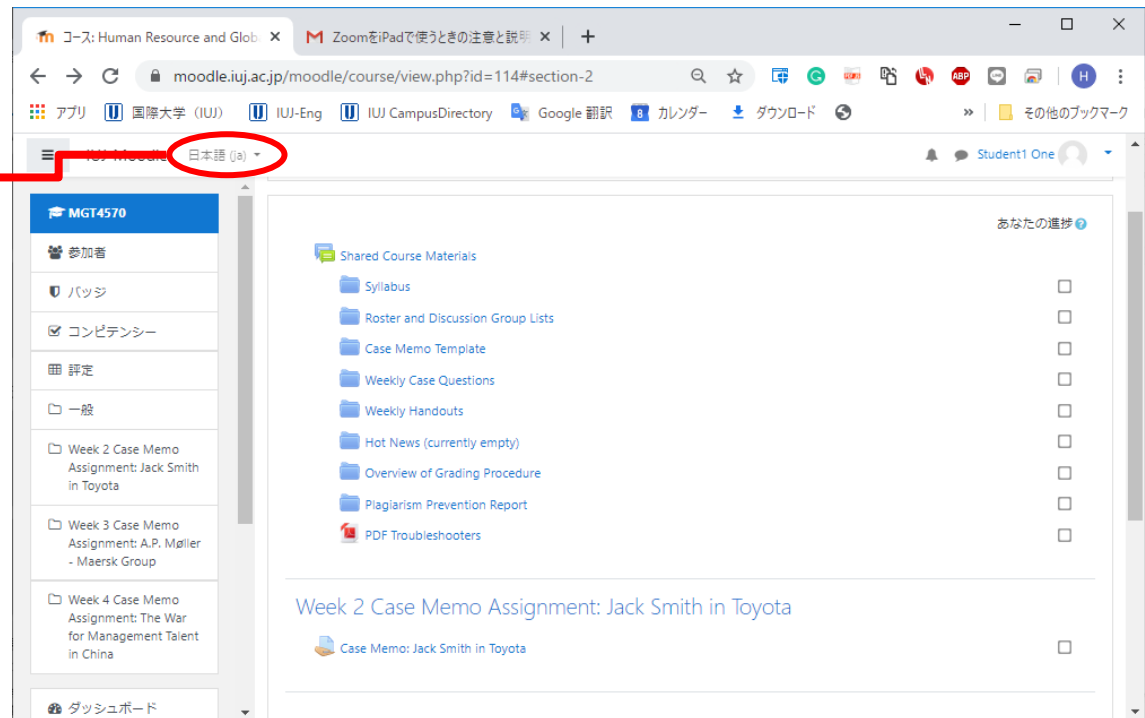 コース: Human Resource and Glob
ZoomをiPadで使うときの注意と説明
moodle.iuj.ac.jp/moodle/course/view.php?id=114#section-2
ABP
H
アプリ 国際大学（IUJ） IUJ-Eng IUJ CampusDirectory Google 翻訳 8 カレンダー ダウンロード » その他のブックマーク
IUJ Moodle 日本語 (ja) Student1 One
MGT4570
参加者
バッジ
コンピテンシー
評定
一般
Week 2 Case Memo
Assignment: Jack Smith
in Toyota
Week 3 Case Memo
Assignment: A.P. Møller
- Maersk Group
Week 4 Case Memo
Assignment: The War
for Management Talent
in China
ダッシュボード
あなたの進捗
Shared Course Materials
Syllabus
Roster and Discussion Group Lists
Case Memo Template
Weekly Case Questions
Weekly Handouts
Hot News (currently empty)
Overview of Grading Procedure
Plagiarism Prevention Report
PDF Troubleshooters
Week 2 Case Memo Assignment: Jack Smith in Toyota
Case Memo: Jack Smith in Toyota